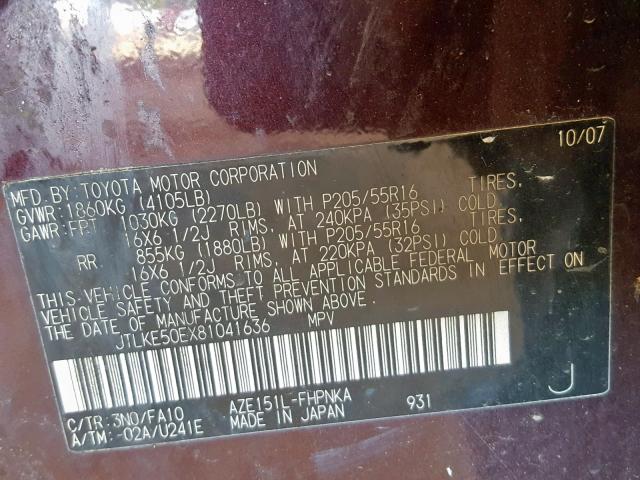 10/07
MFD. BY: TOYOTA MOTOR CORPORATION
GVWR: 1860KG (4105LB)
GAWR: FRT 1030KG (2270LB) WITH P205/55R16 TIRES,
16X6 1/2J RIMS, AT 240KPA (35PSI) COLD
RR 855KG (1880LB) WITH P205/55R16 TIRES,
16X6 1/2J RIMS, AT 220KPA (32PSI) COLD
THIS VEHICLE CONFORMS TO ALL APPLICABLE FEDERAL MOTOR
VEHICLE SAFETY AND THEFT PREVENTION STANDARDS IN EFFECT ON
THE DATE OF MANUFACTURE SHOWN ABOVE.
JTLKE50EX81041636 MPV
C/TR: 3N0/FA10 AZE151L-FHPNKA 931 J
A/TM: -02A/U241E MADE IN JAPAN